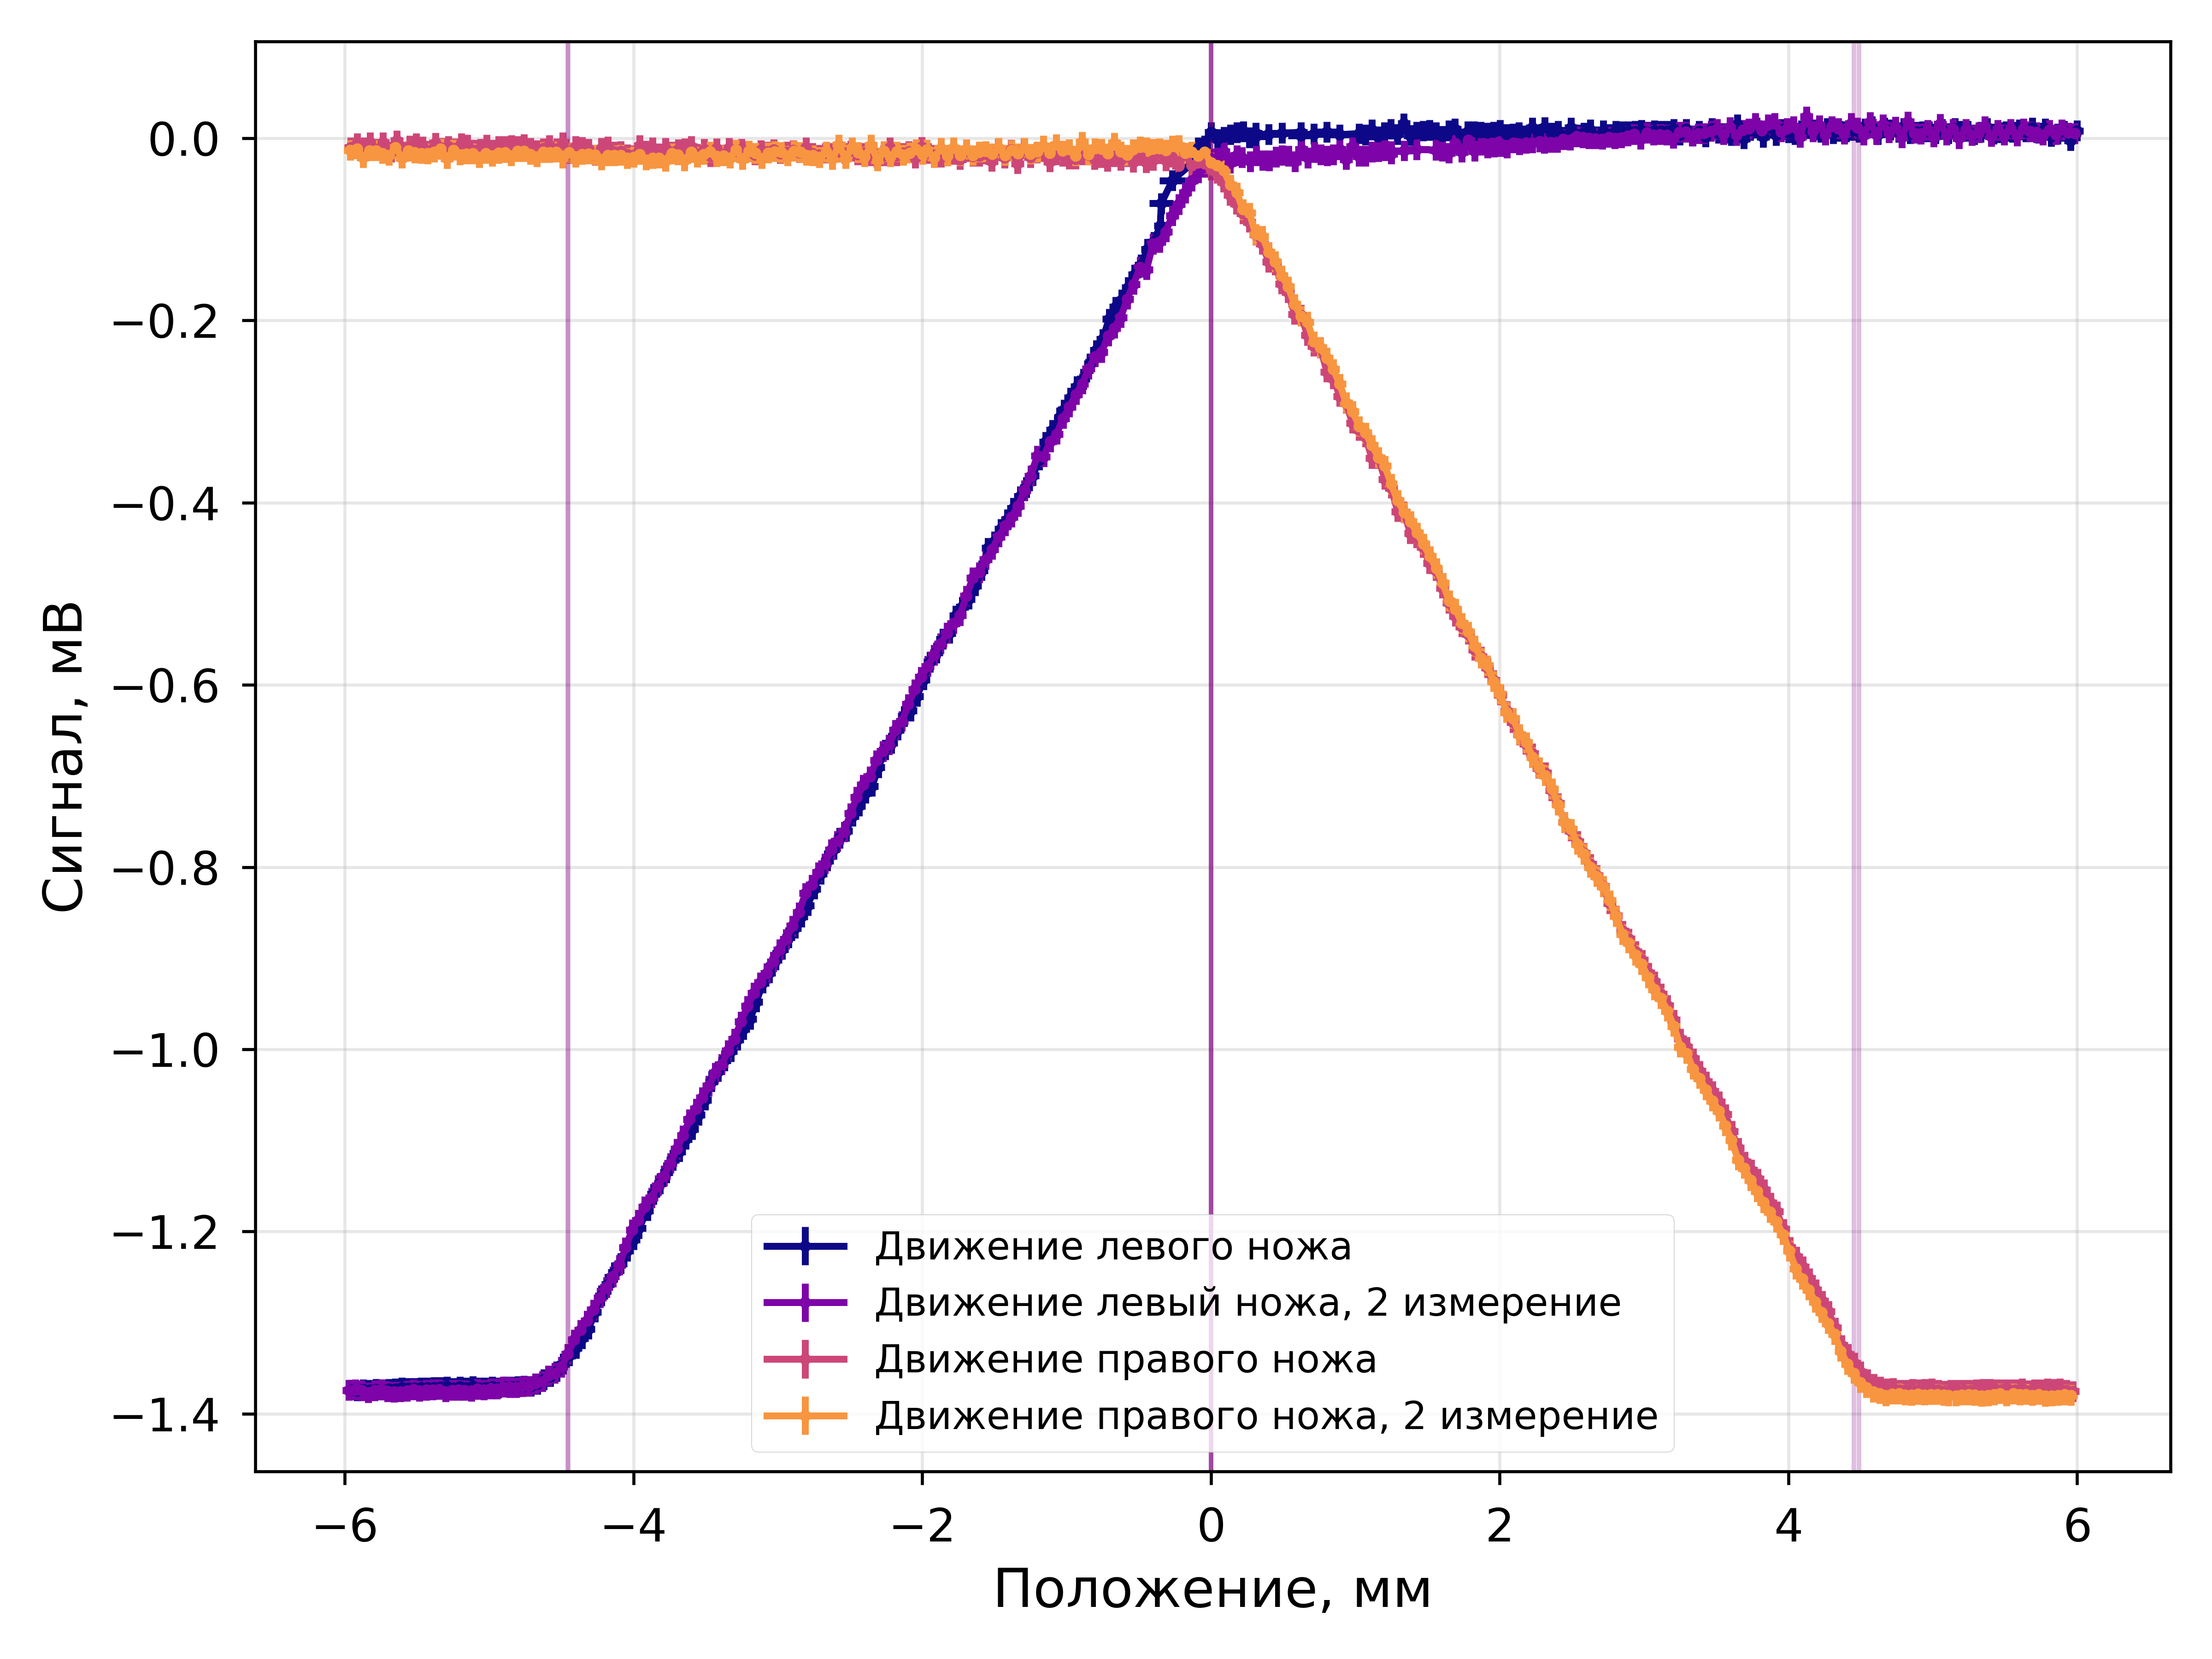 0.0
−0.2
−0.4
−0.6
−0.8
−1.0
−1.2
−1.4
Сигнал, мВ
Движение левого ножа
Движение левый ножа, 2 измерение
Движение правого ножа
Движение правого ножа, 2 измерение
−6 −4 −2 0 2 4 6
Положение, мм